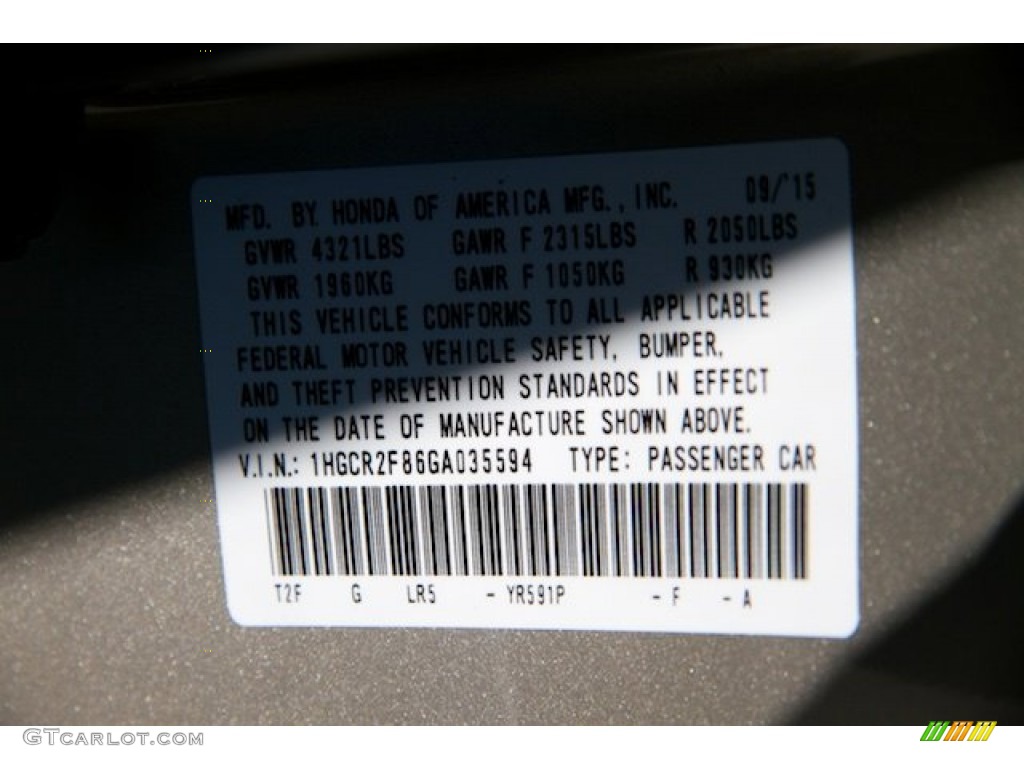 MFD. BY HONDA OF AMERICA MFG., INC. 09/'15
GVWR 4321LBS GAWR F 2315LBS R 2050LBS
GVWR 1960KG GAWR F 1050KG R 930KG
THIS VEHICLE CONFORMS TO ALL APPLICABLE
FEDERAL MOTOR VEHICLE SAFETY, BUMPER,
AND THEFT PREVENTION STANDARDS IN EFFECT
ON THE DATE OF MANUFACTURE SHOWN ABOVE.
V.I.N.: 1HGCR2F86GA035594 TYPE: PASSENGER CAR
T2F G LR5 - YR591P - F - A
GTCARLOT.COM